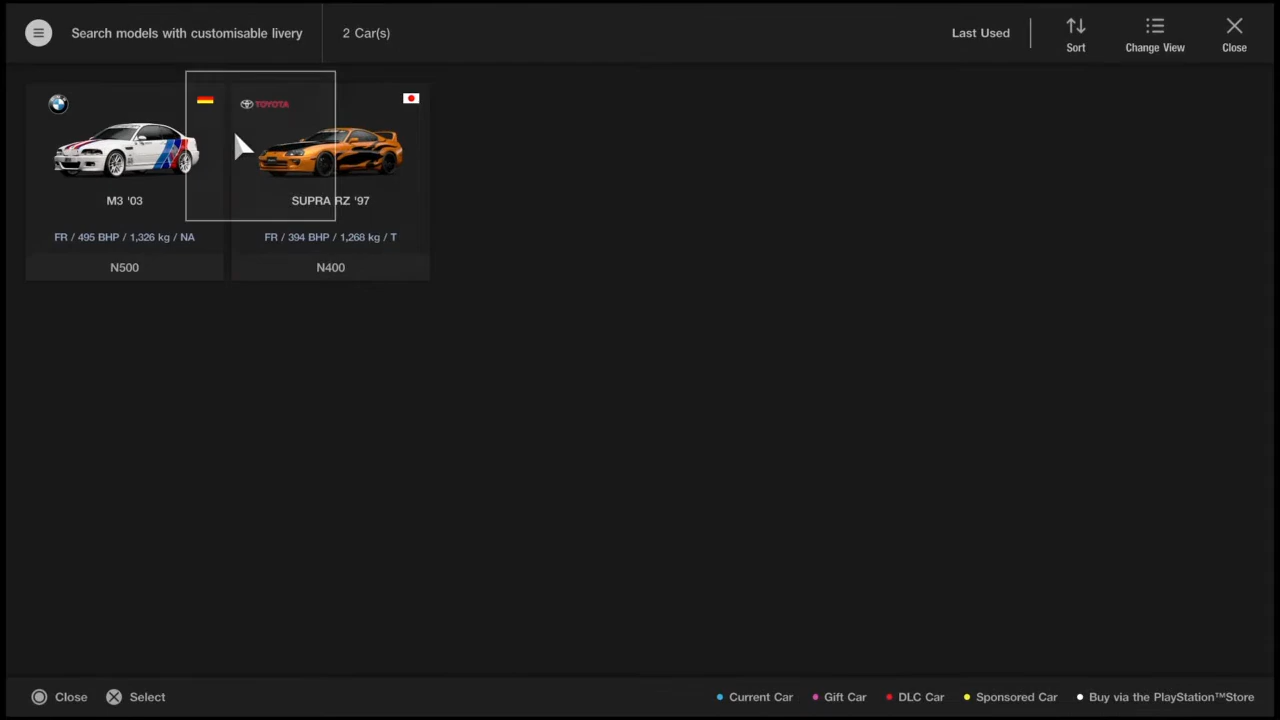 Search models with customisable livery
2 Car(s)
Last Used
Sort
Change View
Close
TOYOTA
M3 '03
SUPRA RZ '97
FR / 495 BHP / 1,326 kg / NA
FR / 394 BHP / 1,268 kg / T
N500
N400
Close
Select
Current Car
Gift Car
DLC Car
Sponsored Car
Buy via the PlayStation™Store